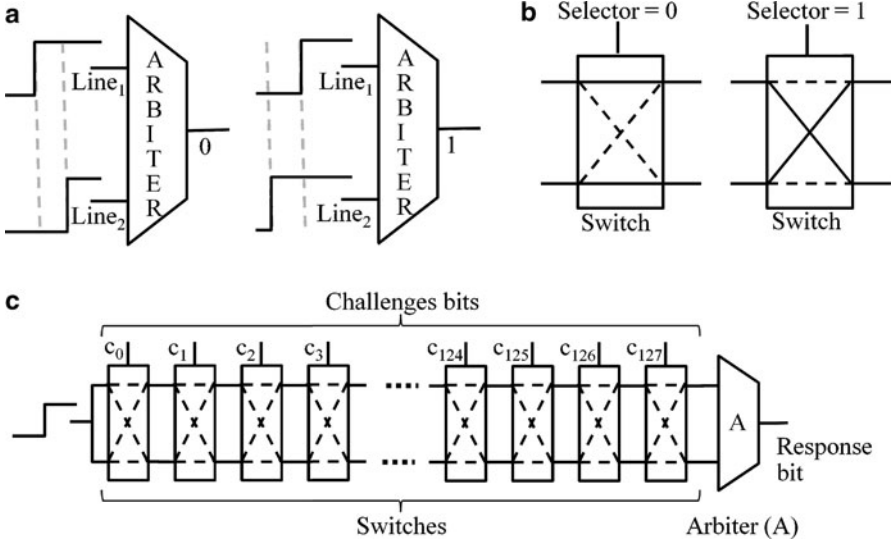 a
Line₁
Line₂
ARBITER
0
Line₁
Line₂
ARBITER
1
b
Selector = 0
Selector = 1
Switch
Switch
c
Challenges bits
c₀ c₁ c₂ c₃ c₁₂₄ c₁₂₅ c₁₂₆ c₁₂₇
A
Response
bit
Switches
Arbiter (A)